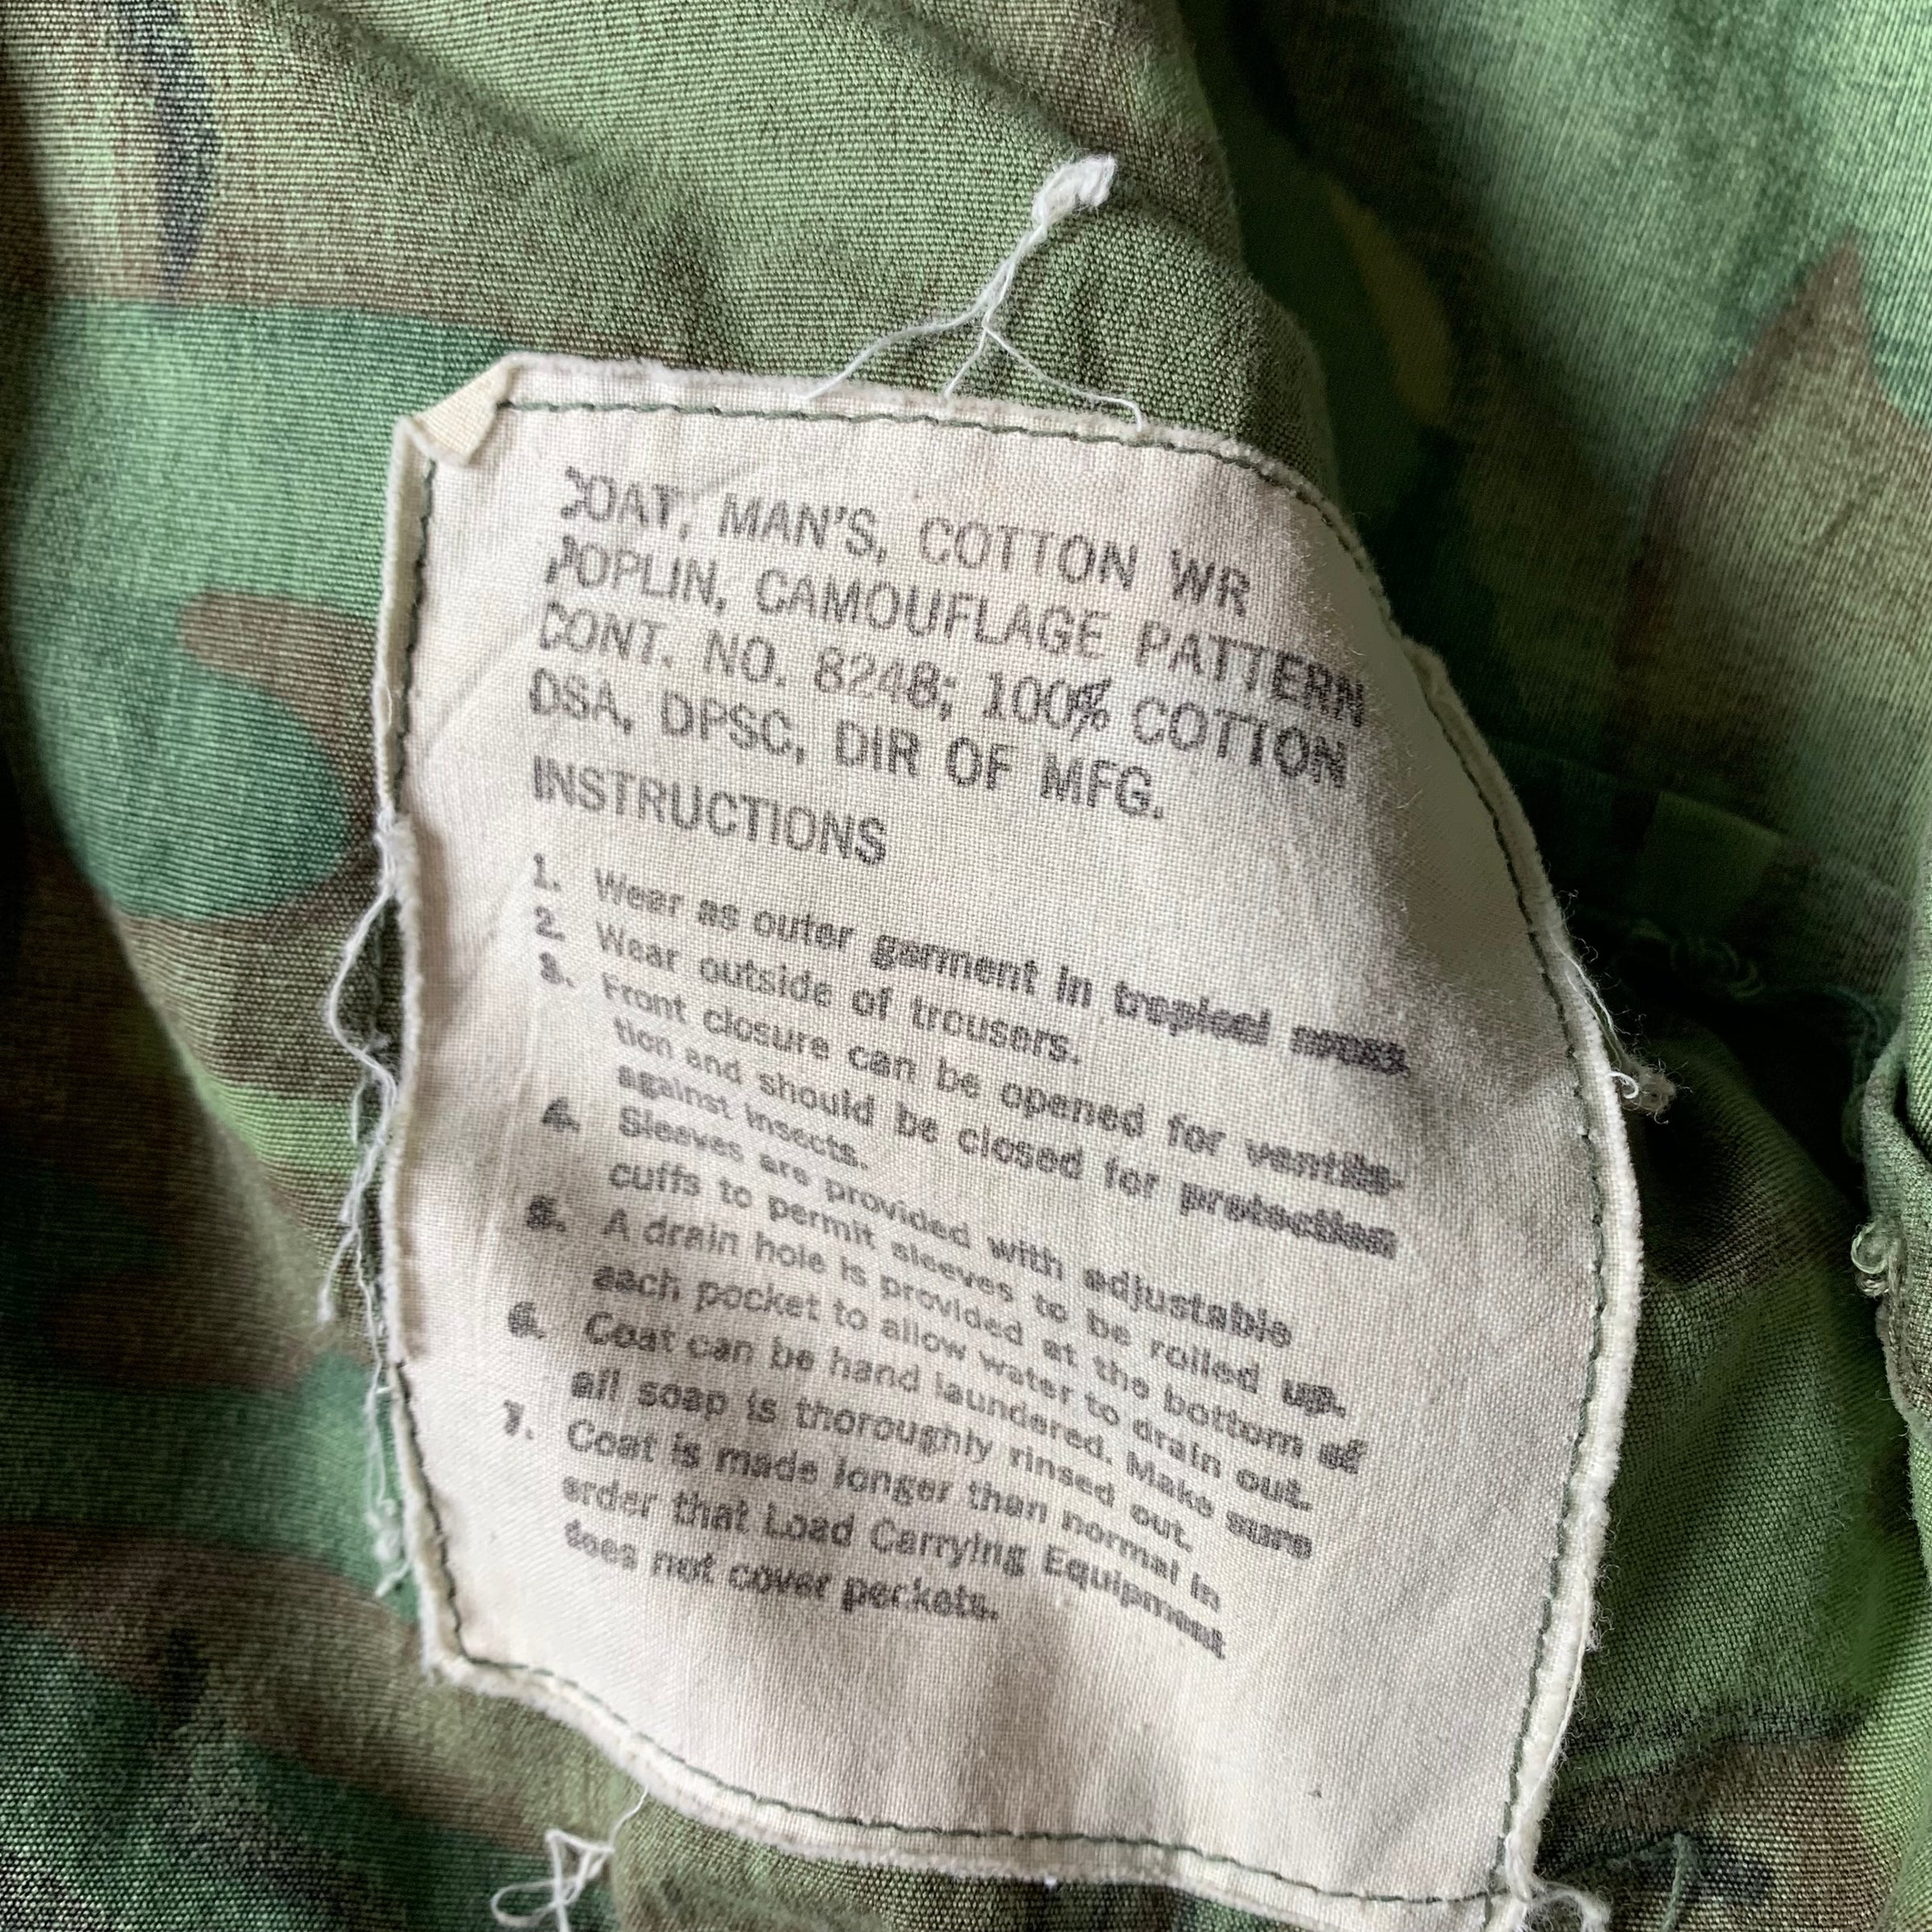 COAT, MAN'S, COTTON WR
POPLIN, CAMOUFLAGE PATTERN
CONT. NO. 8248; 100% COTTON
DSA, DPSC, DIR OF MFG.
INSTRUCTIONS
1. Wear as outer garment in tropical areas.
2. Wear outside of trousers.
3. Front closure can be opened for ventila-
tion and should be closed for protection
against insects.
4. Sleeves are provided with adjustable
cuffs to permit sleeves to be rolled up.
5. A drain hole is provided at the bottom of
each pocket to allow water to drain out.
6. Coat can be hand laundered. Make sure
all soap is thoroughly rinsed out.
7. Coat is made longer than normal in
order that Load Carrying Equipment
does not cover pockets.